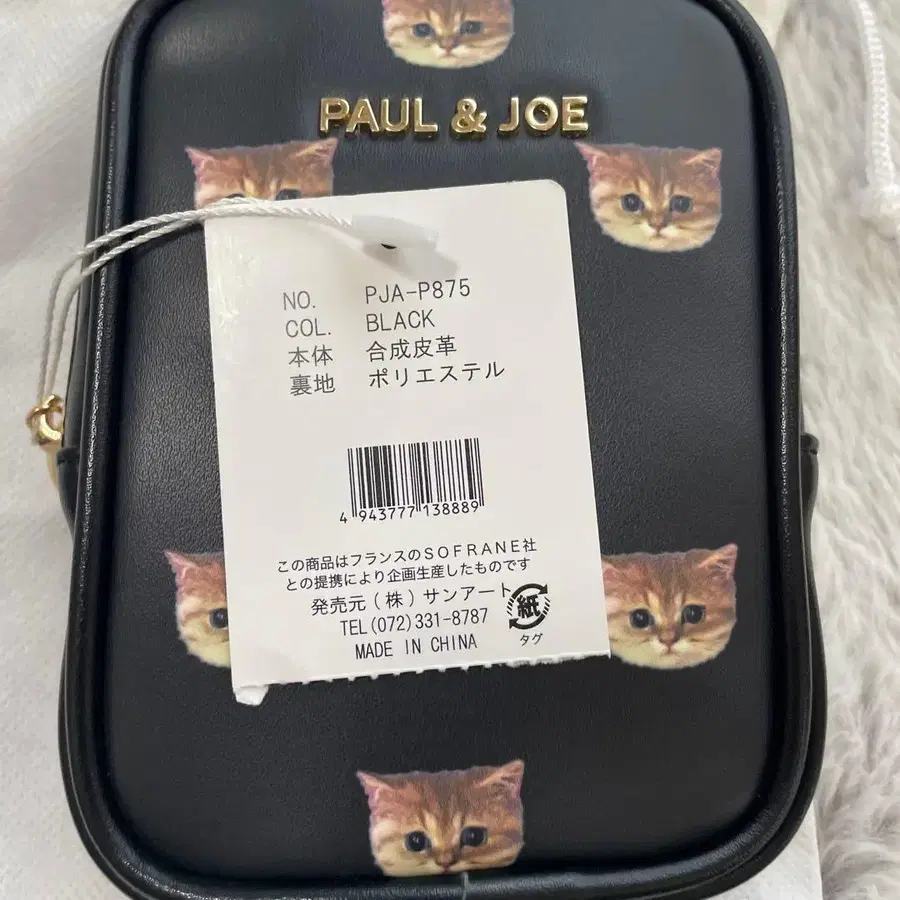 PAUL & JOE
NO. PJA-P875
COL. BLACK
本体 合成皮革
裏地 ポリエステル
4 943777 138889
この商品はフランスのSOFRANE社
との提携により企画生産したものです
発売元(株)サンアート
TEL(072)331-8787
MADE IN CHINA
紙
タグ